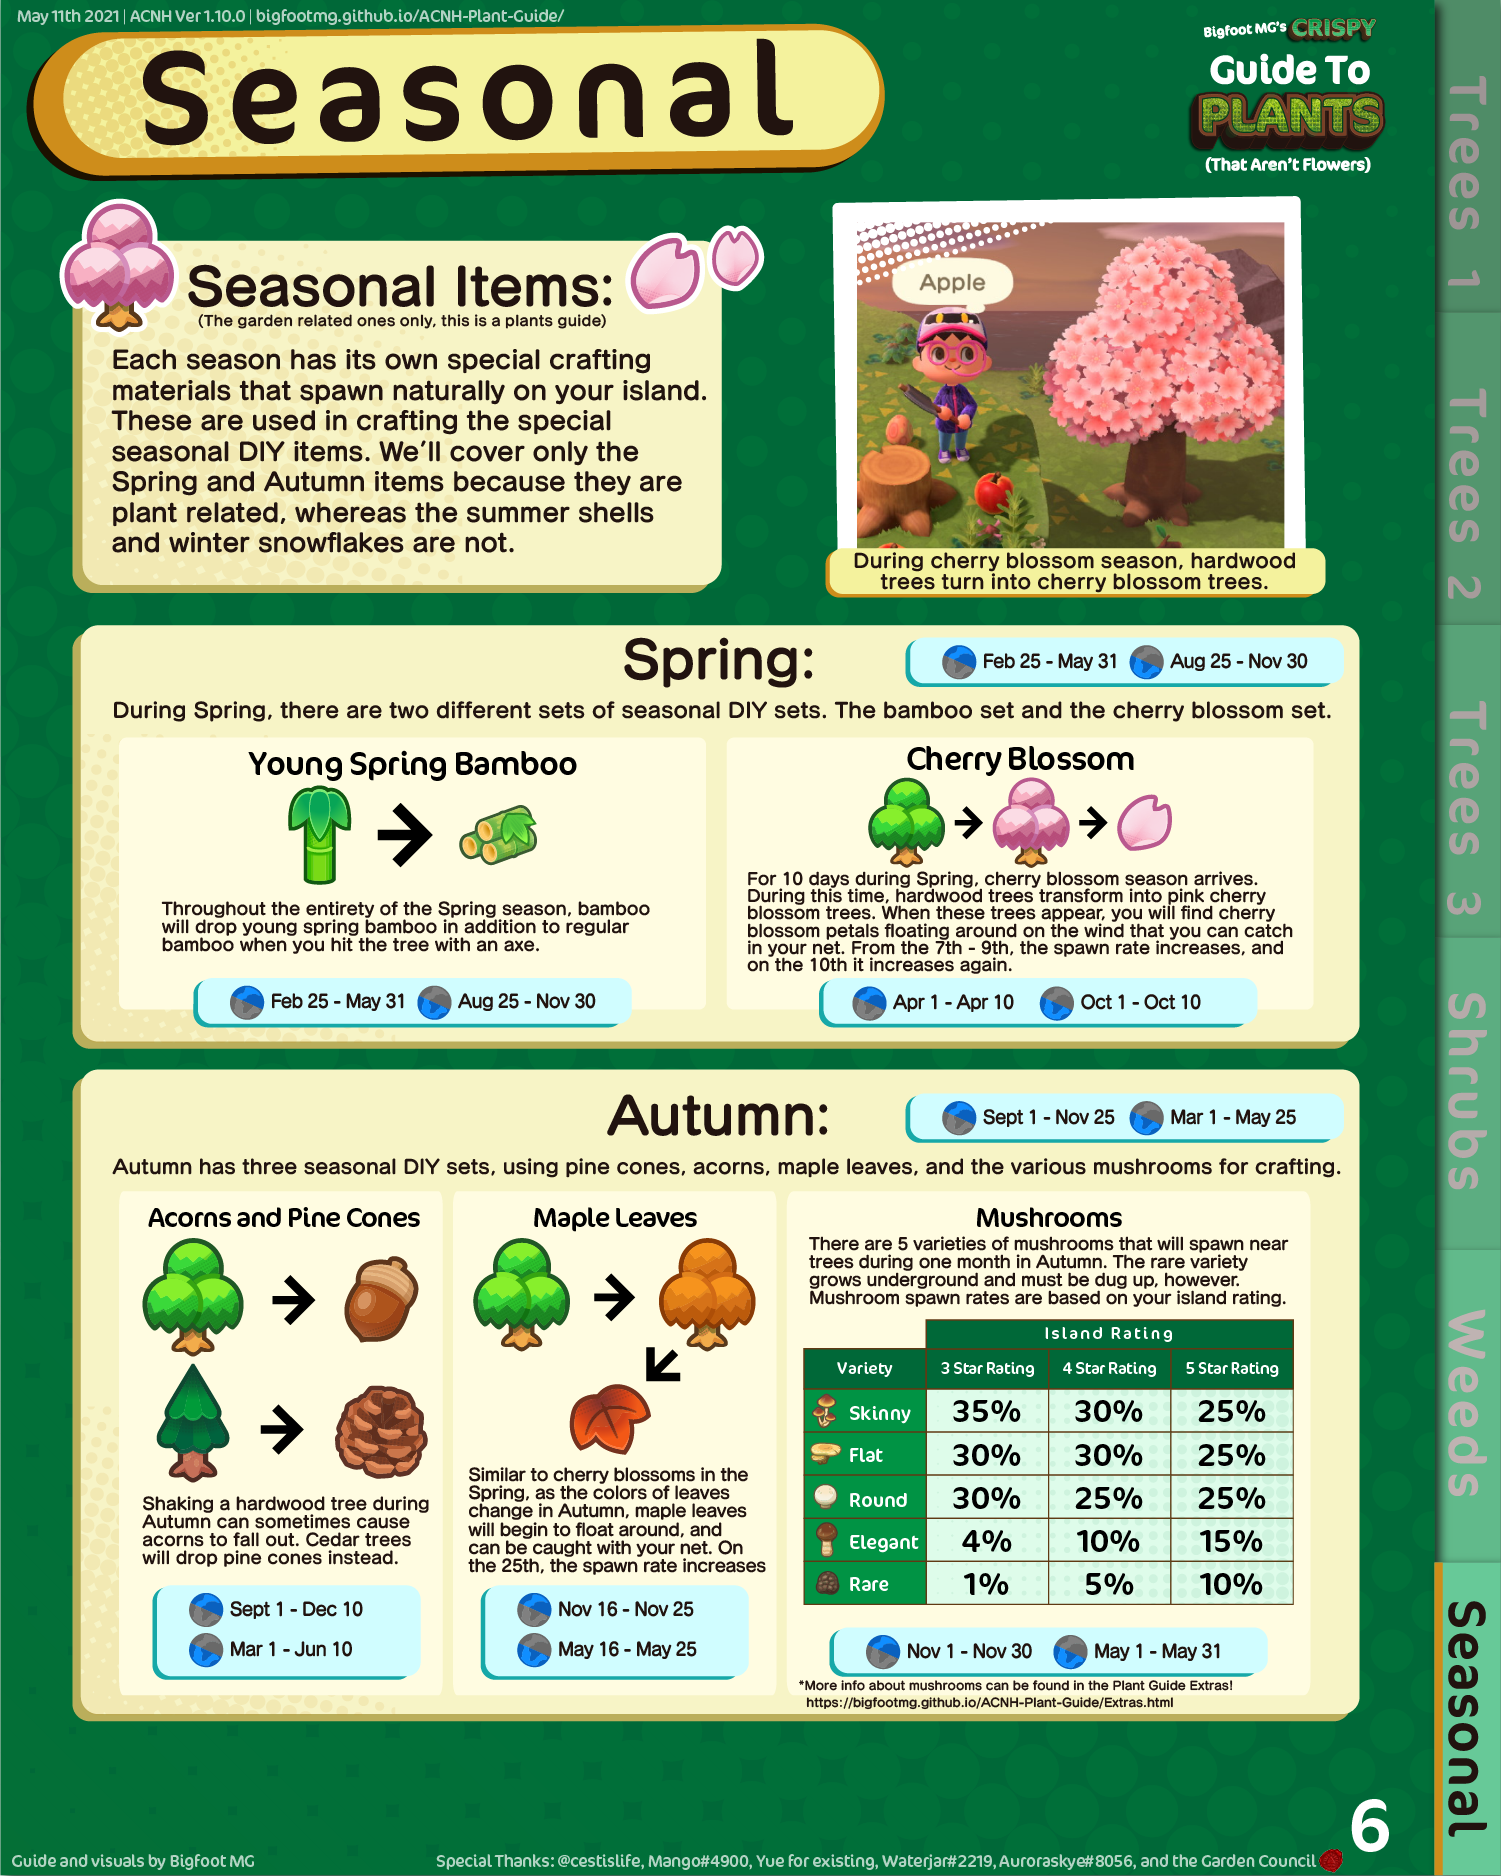 May 11th 2021 | ACNH Ver 1.10.0 | bigfootmg.github.io/ACNH-Plant-Guide/
Seasonal
Bigfoot MG's CRISPY
Guide To
PLANTS
(That Aren't Flowers)
Seasonal Items:
(The garden related ones only, this is a plants guide)
Each season has its own special crafting
materials that spawn naturally on your island.
These are used in crafting the special
seasonal DIY items. We'll cover only the
Spring and Autumn items because they are
plant related, whereas the summer shells
and winter snowflakes are not.
Apple
During cherry blossom season, hardwood
trees turn into cherry blossom trees.
Spring:
Feb 25 - May 31 Aug 25 - Nov 30
During Spring, there are two different sets of seasonal DIY sets. The bamboo set and the cherry blossom set.
Young Spring Bamboo
Throughout the entirety of the Spring season, bamboo
will drop young spring bamboo in addition to regular
bamboo when you hit the tree with an axe.
Feb 25 - May 31 Aug 25 - Nov 30
Cherry Blossom
For 10 days during Spring, cherry blossom season arrives.
During this time, hardwood trees transform into pink cherry
blossom trees. When these trees appear, you will find cherry
blossom petals floating around on the wind that you can catch
in your net. From the 7th - 9th, the spawn rate increases, and
on the 10th it increases again.
Apr 1 - Apr 10 Oct 1 - Oct 10
Autumn:
Sept 1 - Nov 25 Mar 1 - May 25
Autumn has three seasonal DIY sets, using pine cones, acorns, maple leaves, and the various mushrooms for crafting.
Acorns and Pine Cones
Shaking a hardwood tree during
Autumn can sometimes cause
acorns to fall out. Cedar trees
will drop pine cones instead.
Sept 1 - Dec 10
Mar 1 - Jun 10
Maple Leaves
Similar to cherry blossoms in the
Spring, as the colors of leaves
change in Autumn, maple leaves
will begin to float around, and
can be caught with your net. On
the 25th, the spawn rate increases
Nov 16 - Nov 25
May 16 - May 25
Mushrooms
There are 5 varieties of mushrooms that will spawn near
trees during one month in Autumn. The rare variety
grows underground and must be dug up, however.
Mushroom spawn rates are based on your island rating.
Island Rating
Variety 3 Star Rating 4 Star Rating 5 Star Rating
Skinny 35% 30% 25%
Flat 30% 30% 25%
Round 30% 25% 25%
Elegant 4% 10% 15%
Rare 1% 5% 10%
Nov 1 - Nov 30 May 1 - May 31
*More info about mushrooms can be found in the Plant Guide Extras!
https://bigfootmg.github.io/ACNH-Plant-Guide/Extras.html
Trees 1
Trees 2
Trees 3
Shrubs
Weeds
Seasonal
6
Guide and visuals by Bigfoot MG
Special Thanks: @cestislife, Mango#4900, Yue for existing, Waterjar#2219, Auroraskye#8056, and the Garden Council